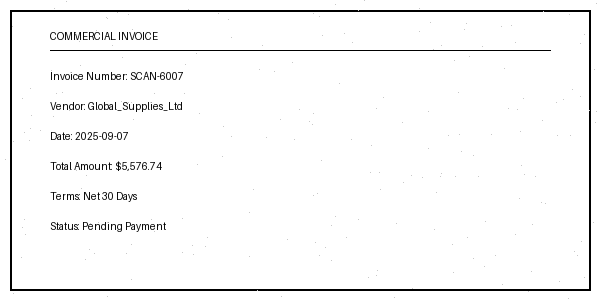 COMMERCIAL INVOICE
Invoice Number: SCAN-6007
Vendor: Global_Supplies_Ltd
Date: 2025-09-07
Total Amount: $5,576.74
Terms: Net 30 Days
Status: Pending Payment